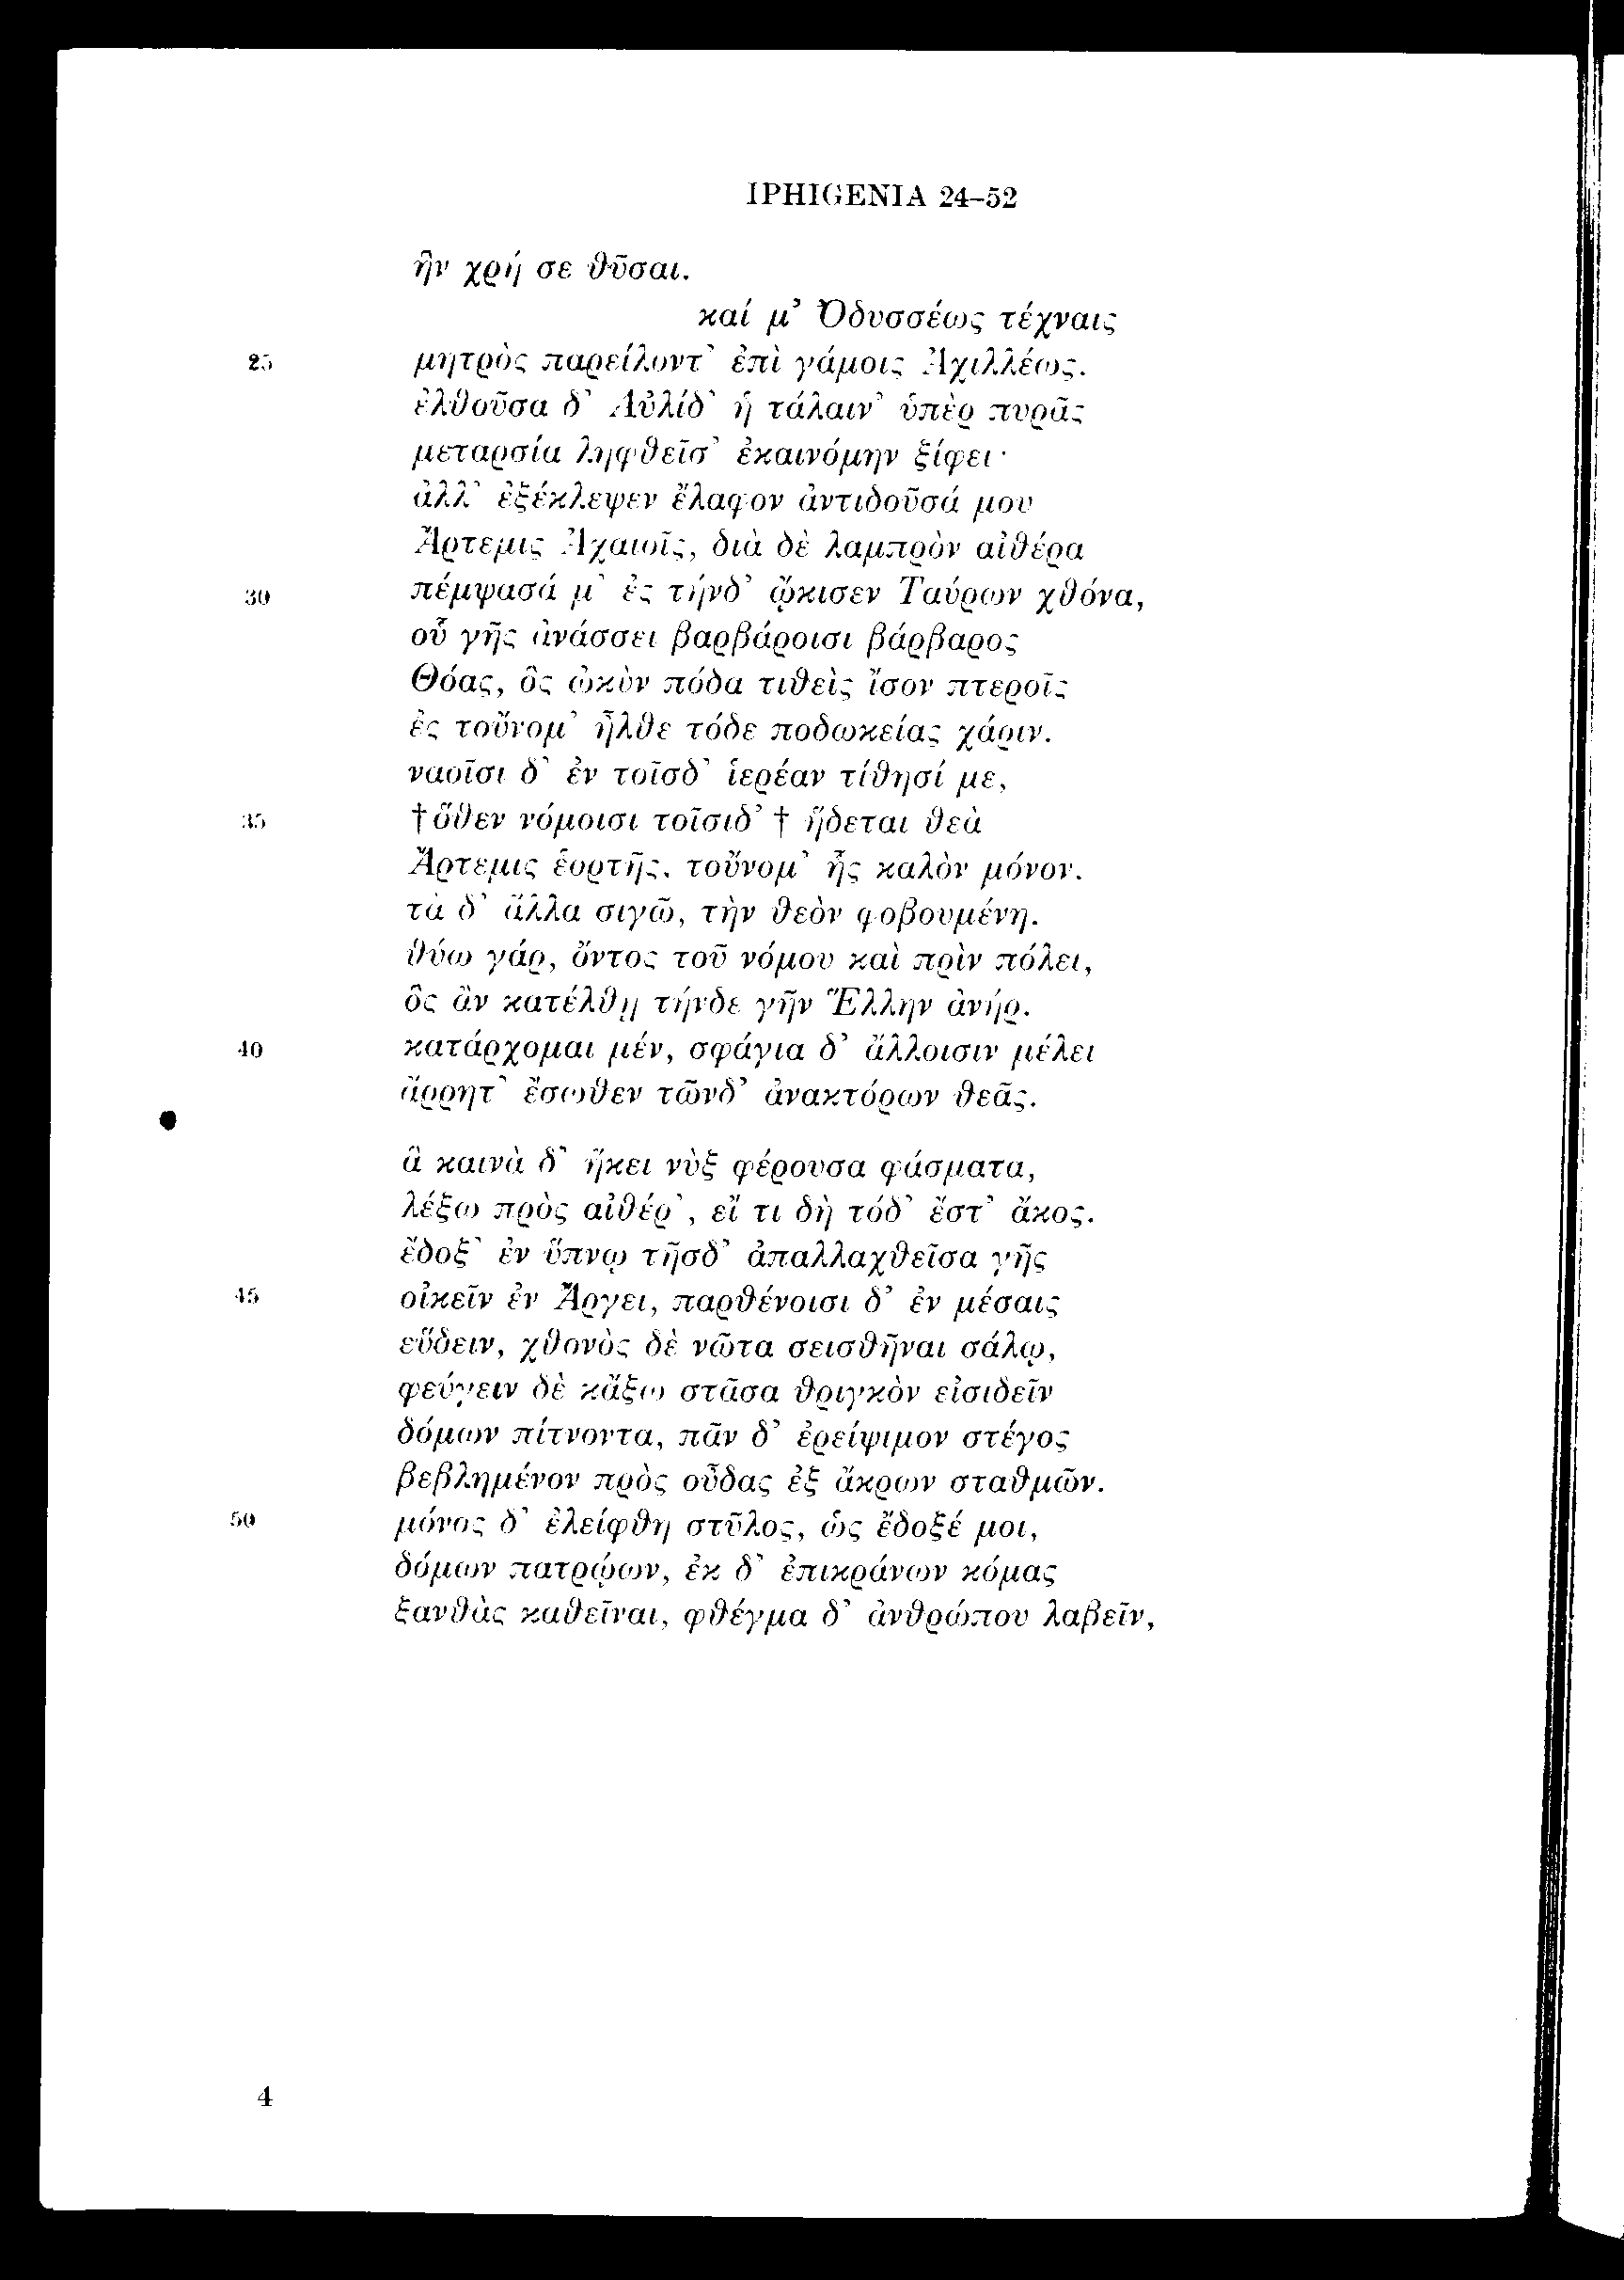 IPHIGENIA 24–52
ἣν χρή σε θῦσαι.
καί μ’ Ὀδυσσέως τέχναις
25 μητρὸς παρείλοντ’ ἐπὶ γάμοις Ἀχιλλέως.
ἐλθοῦσα δ’ Αὐλίδ’ ἡ τάλαιν’ ὑπὲρ πυρᾶς
μεταρσία ληφθεῖσ’ ἐκαινόμην ξίφει·
ἀλλ’ ἐξέκλεψεν ἔλαφον ἀντιδοῦσά μου
Ἄρτεμις Ἀχαιοῖς, διὰ δὲ λαμπρὸν αἰθέρα
30 πέμψασά μ’ ἐς τήνδ’ ᾤκισεν Ταύρων χθόνα,
οὗ γῆς ἀνάσσει βαρβάροισι βάρβαρος
Θόας, ὃς ὠκὺν πόδα τιθεὶς ἴσον πτεροῖς
ἐς τοὔνομ’ ἦλθε τόδε ποδωκείας χάριν.
ναοῖσι δ’ ἐν τοῖσδ’ ἱερέαν τίθησί με,
35 †ὅθεν νόμοισι τοῖσιδ’ † ἥδεται θεὰ
Ἄρτεμις ἑορτῆς, τοὔνομ’ ἧς καλὸν μόνον.
τὰ δ’ ἄλλα σιγῶ, τὴν θεὸν φοβουμένη.
θύω γάρ, ὄντος τοῦ νόμου καὶ πρὶν πόλει,
ὃς ἂν κατέλθῃ τήνδε γῆν Ἕλλην ἀνήρ.
40 κατάρχομαι μέν, σφάγια δ’ ἄλλοισιν μέλει
ἄρρητ’ ἔσωθεν τῶνδ’ ἀνακτόρων θεᾶς.
ἃ καινὰ δ’ ἥκει νὺξ φέρουσα φάσματα,
λέξω πρὸς αἰθέρ’, εἴ τι δὴ τόδ’ ἔστ’ ἄκος.
ἔδοξ’ ἐν ὕπνῳ τῆσδ’ ἀπαλλαχθεῖσα γῆς
45 οἰκεῖν ἐν Ἄργει, παρθένοισι δ’ ἐν μέσαις
εὕδειν, χθονὸς δὲ νῶτα σεισθῆναι σάλῳ,
φεύγειν δὲ κἄξω στᾶσα θριγκὸν εἰσιδεῖν
δόμων πίτνοντα, πᾶν δ’ ἐρείψιμον στέγος
βεβλημένον πρὸς οὖδας ἐξ ἄκρων σταθμῶν.
50 μόνος δ’ ἐλείφθη στῦλος, ὡς ἔδοξέ μοι,
δόμων πατρῴων, ἐκ δ’ ἐπικράνων κόμας
ξανθὰς καθεῖναι, φθέγμα δ’ ἀνθρώπου λαβεῖν,
4